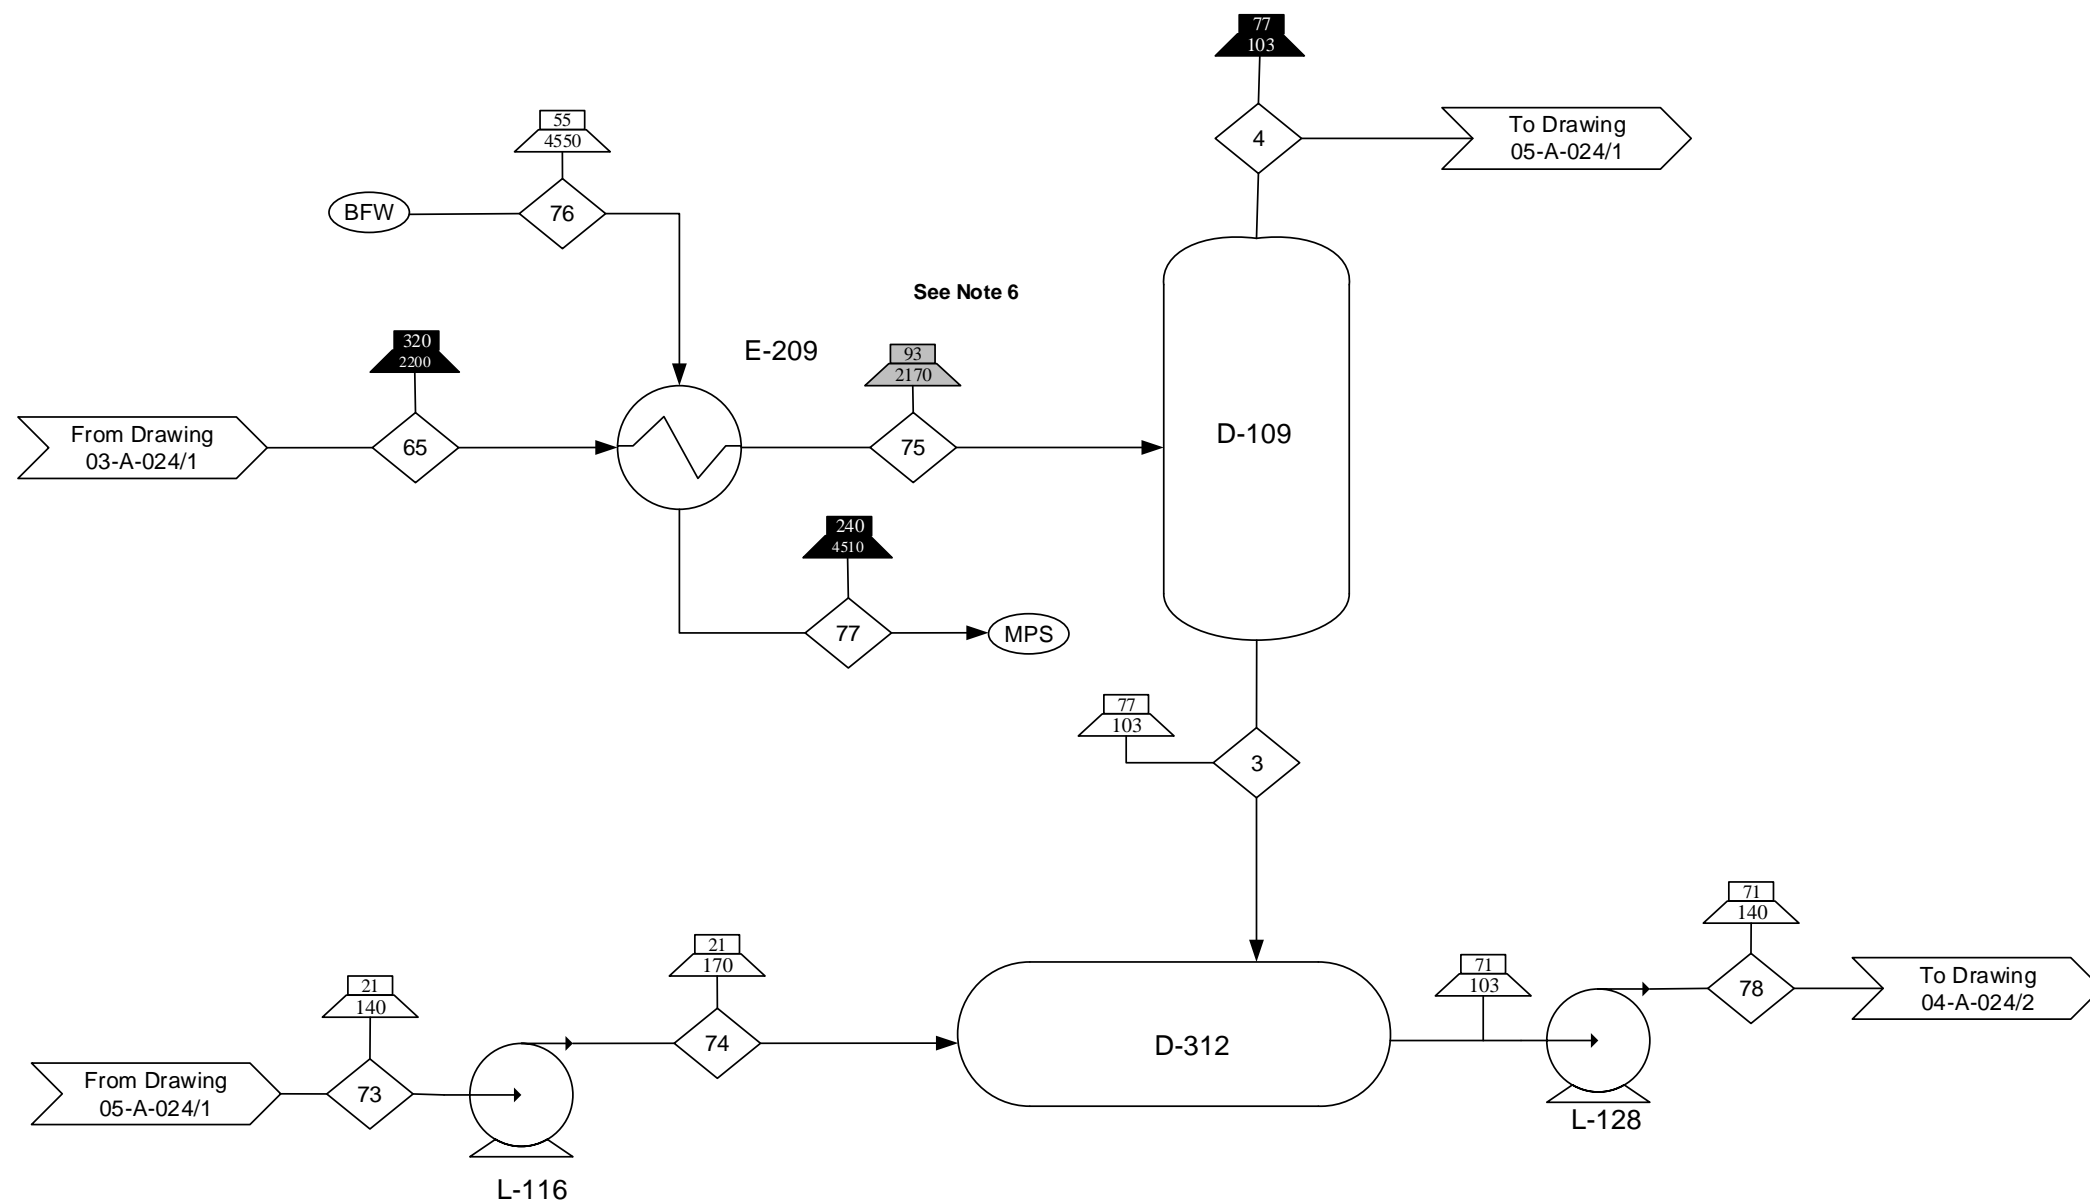 77
103
4
To Drawing
05-A-024/1
55
4550
BFW
76
See Note 6
320
2200
E-209
93
2170
From Drawing
03-A-024/1
65
75
D-109
240
4510
77
MPS
77
103
3
21
140
21
170
74
From Drawing
05-A-024/1
73
L-116
D-312
71
103
71
140
78
To Drawing
04-A-024/2
L-128